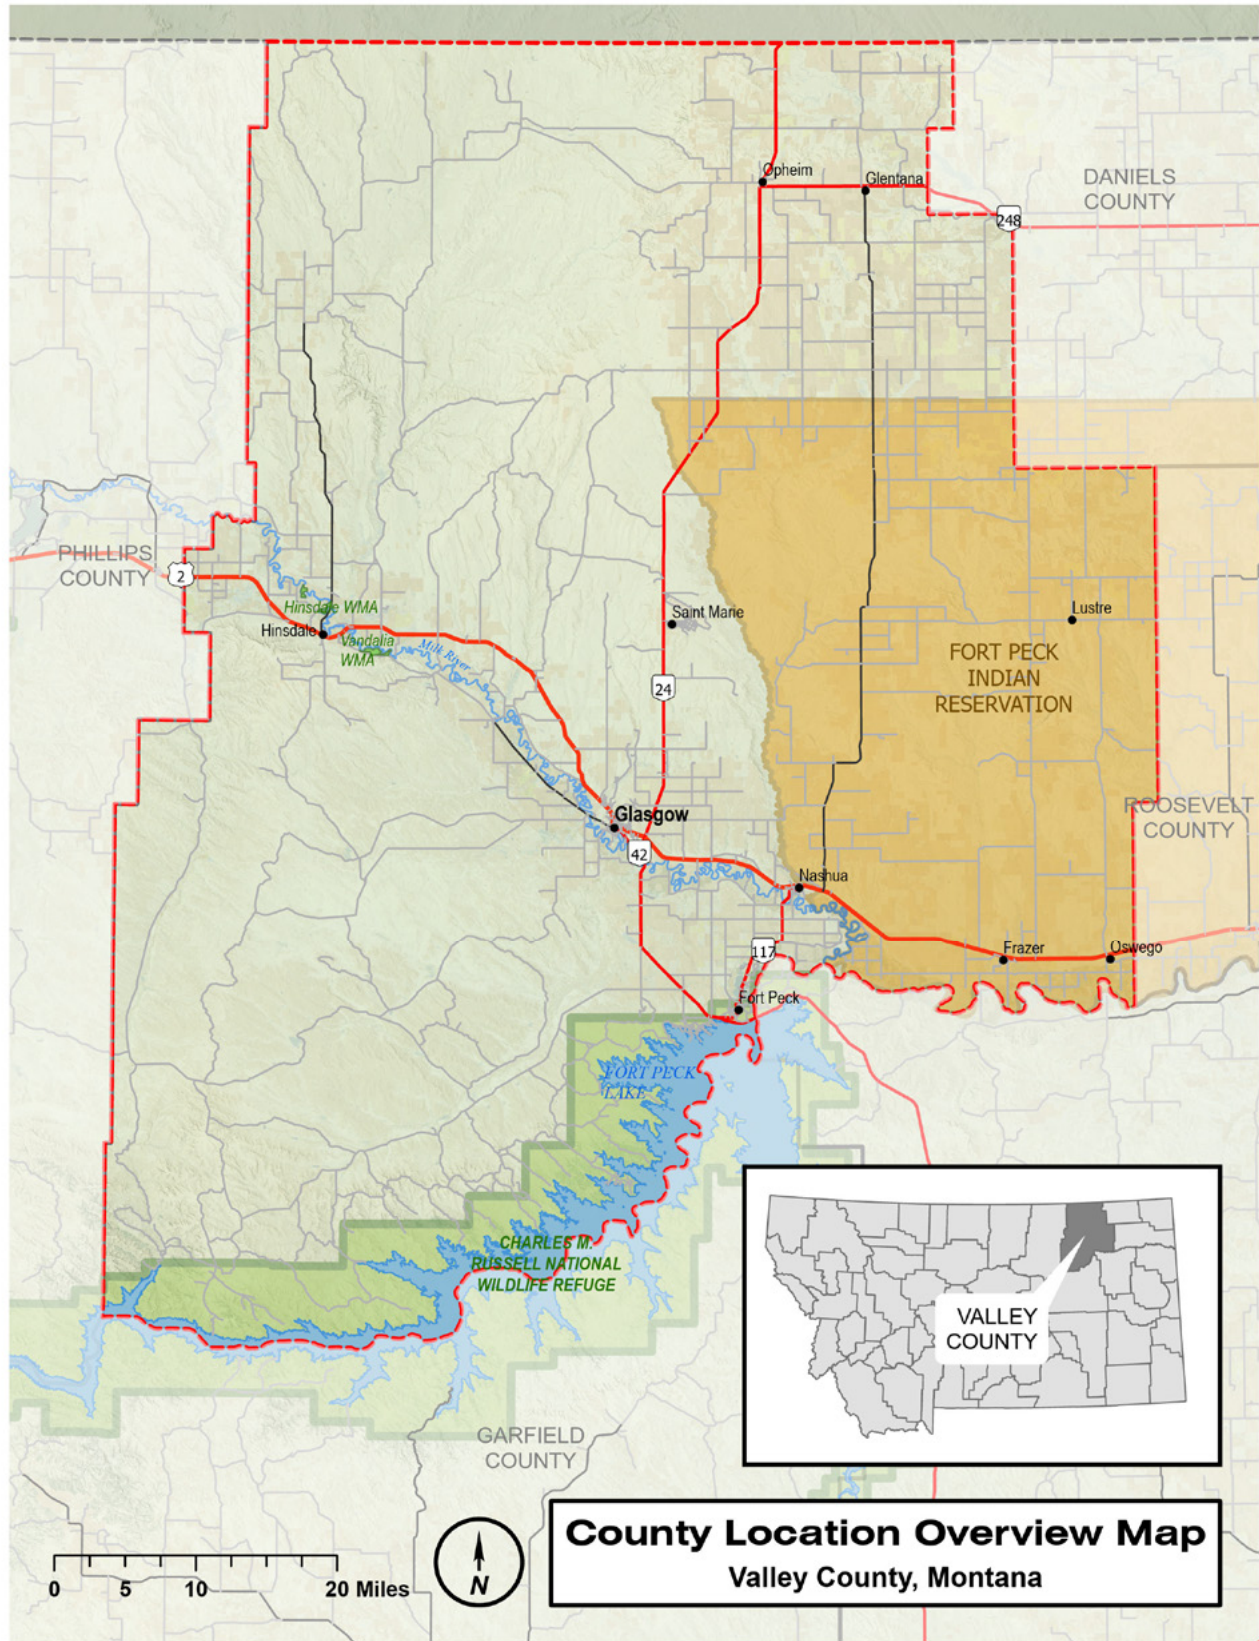 Opheim
Glentana
DANIELS
COUNTY
248
PHILLIPS
COUNTY
2
Hinsdale WMA
Hinsdale
Vandalia
WMA
Milk River
Saint Marie
Lustre
24
FORT PECK
INDIAN
RESERVATION
Glasgow
ROOSEVELT
COUNTY
42
Nashua
117
Frazer
Oswego
Fort Peck
FORT PECK
LAKE
CHARLES M.
RUSSELL NATIONAL
WILDLIFE REFUGE
VALLEY
COUNTY
GARFIELD
COUNTY
0 5 10 20 Miles
N
County Location Overview Map
Valley County, Montana